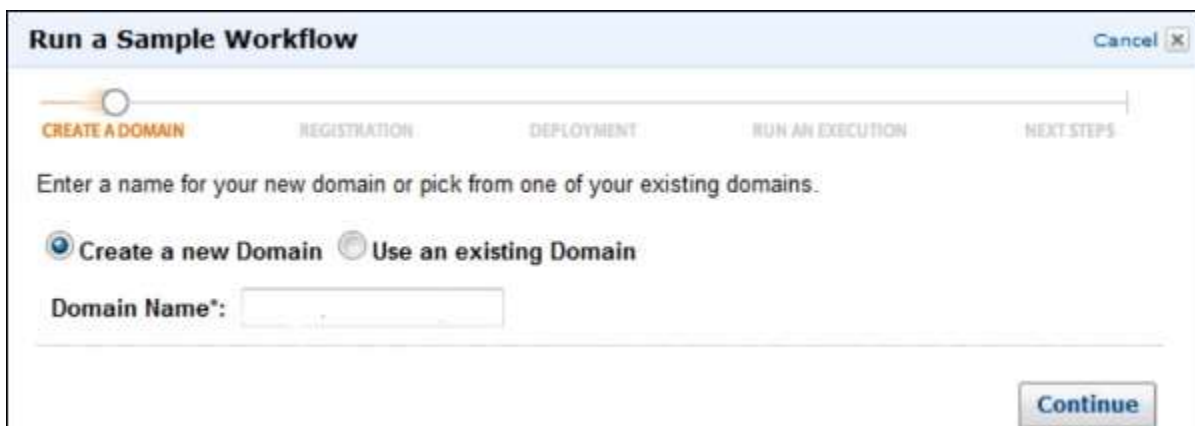 Run a Sample Workflow Cancel X
CREATE A DOMAIN REGISTRATION DEPLOYMENT RUN AN EXECUTION NEXT STEPS
Enter a name for your new domain or pick from one of your existing domains.
Create a new Domain Use an existing Domain
Domain Name*:
Continue